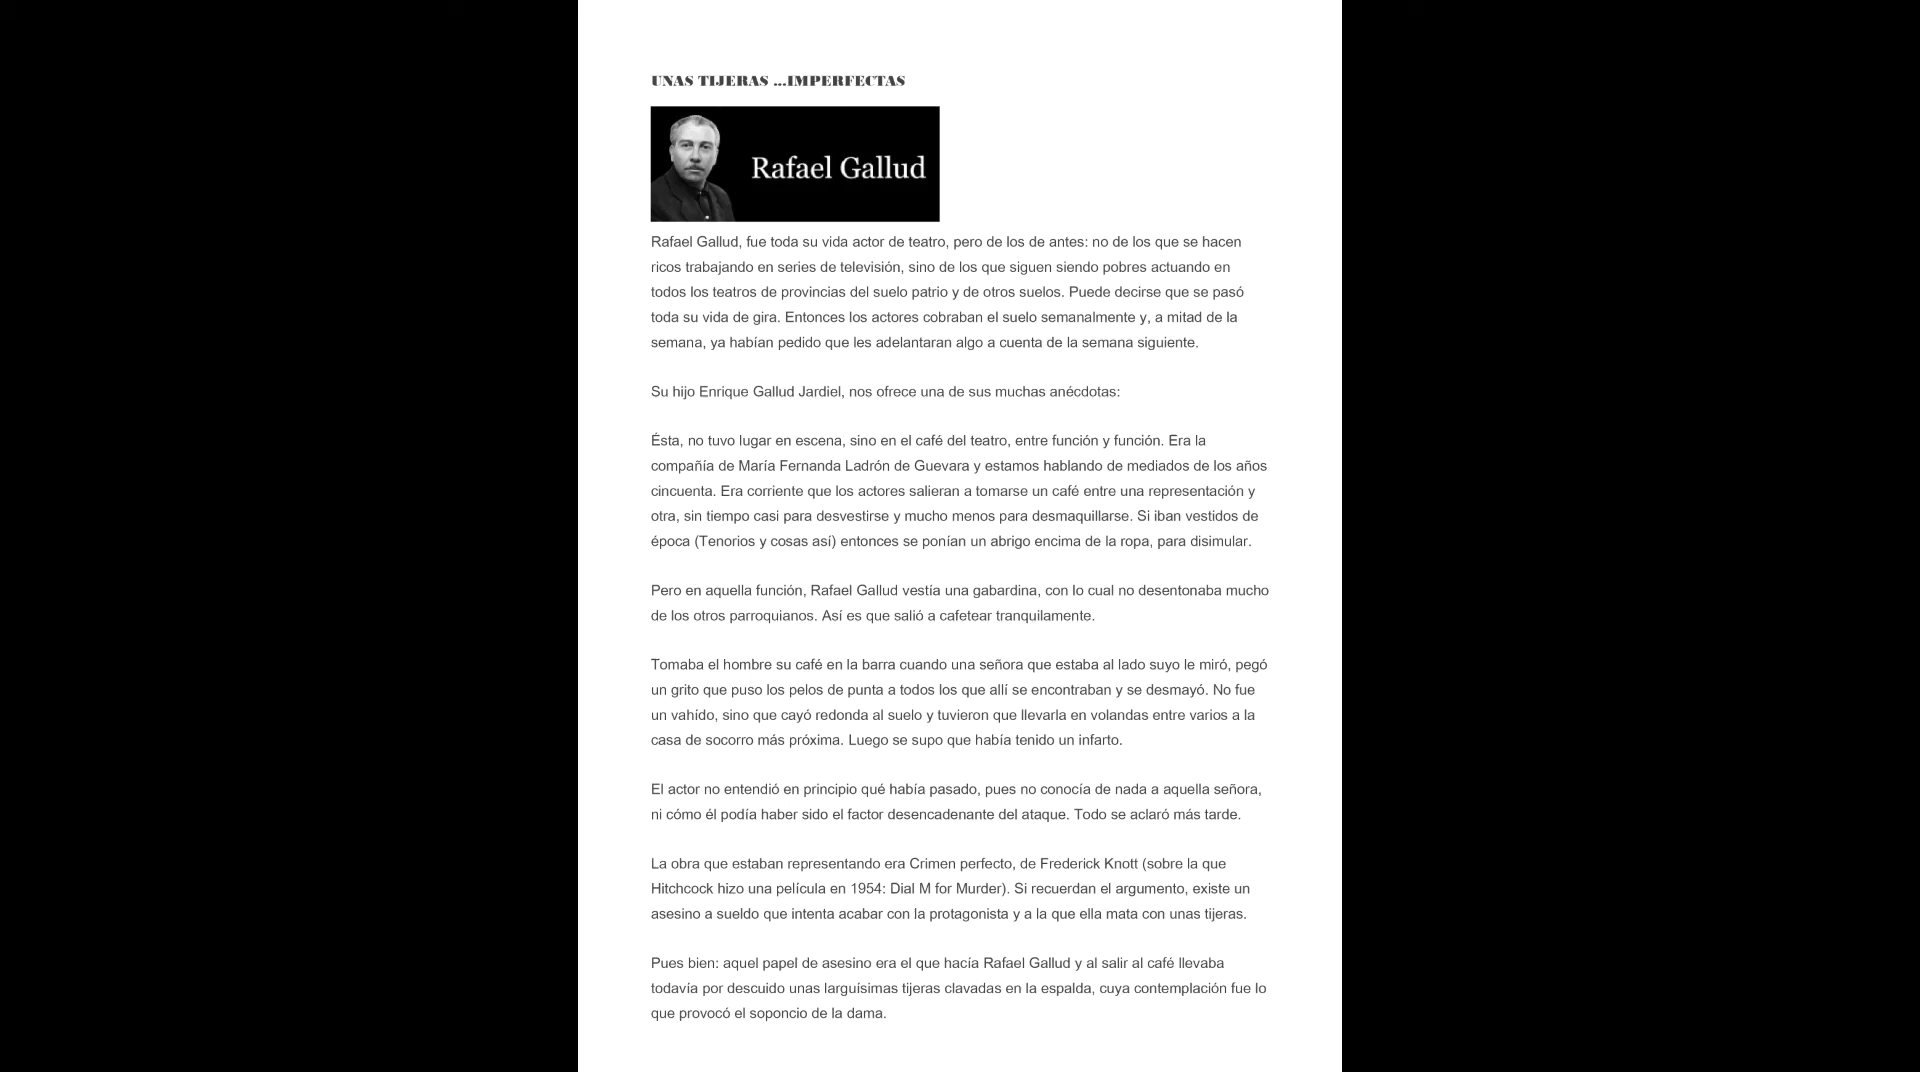 UNAS TIJERAS ...IMPERFECTAS
Rafael Gallud
Rafael Gallud, fue toda su vida actor de teatro, pero de los de antes: no de los que se hacen
ricos trabajando en series de televisión, sino de los que siguen siendo pobres actuando en
todos los teatros de provincias del suelo patrio y de otros suelos. Puede decirse que se pasó
toda su vida de gira. Entonces los actores cobraban el suelo semanalmente y, a mitad de la
semana, ya habían pedido que les adelantaran algo a cuenta de la semana siguiente.
Su hijo Enrique Gallud Jardiel, nos ofrece una de sus muchas anécdotas:
Ésta, no tuvo lugar en escena, sino en el café del teatro, entre función y función. Era la
compañía de María Fernanda Ladrón de Guevara y estamos hablando de mediados de los años
cincuenta. Era corriente que los actores salieran a tomarse un café entre una representación y
otra, sin tiempo casi para desvestirse y mucho menos para desmaquillarse. Si iban vestidos de
época (Tenorios y cosas así) entonces se ponían un abrigo encima de la ropa, para disimular.
Pero en aquella función, Rafael Gallud vestía una gabardina, con lo cual no desentonaba mucho
de los otros parroquianos. Así es que salió a cafetear tranquilamente.
Tomaba el hombre su café en la barra cuando una señora que estaba al lado suyo le miró, pegó
un grito que puso los pelos de punta a todos los que allí se encontraban y se desmayó. No fue
un vahído, sino que cayó redonda al suelo y tuvieron que llevarla en volandas entre varios a la
casa de socorro más próxima. Luego se supo que había tenido un infarto.
El actor no entendió en principio qué había pasado, pues no conocía de nada a aquella señora,
ni cómo él podía haber sido el factor desencadenante del ataque. Todo se aclaró más tarde.
La obra que estaban representando era Crimen perfecto, de Frederick Knott (sobre la que
Hitchcock hizo una película en 1954: Dial M for Murder). Si recuerdan el argumento, existe un
asesino a sueldo que intenta acabar con la protagonista y a la que ella mata con unas tijeras.
Pues bien: aquel papel de asesino era el que hacía Rafael Gallud y al salir al café llevaba
todavía por descuido unas larguísimas tijeras clavadas en la espalda, cuya contemplación fue lo
que provocó el soponcio de la dama.